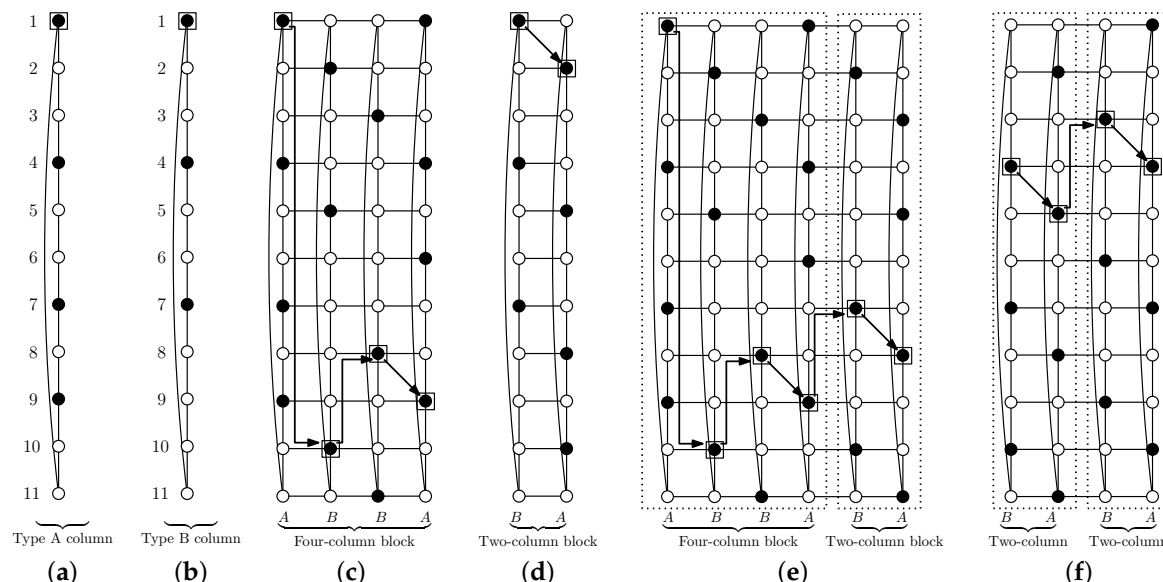 1
2
3
4
5
6
7
8
9
10
11
Type A column
(a)
1
2
3
4
5
6
7
8
9
10
11
Type B column
(b)
A B B A
Four-column block
(c)
B A
Two-column block
(d)
A B B A B A
Four-column block Two-column block
(e)
B A B A
Two-column Two-column
(f)